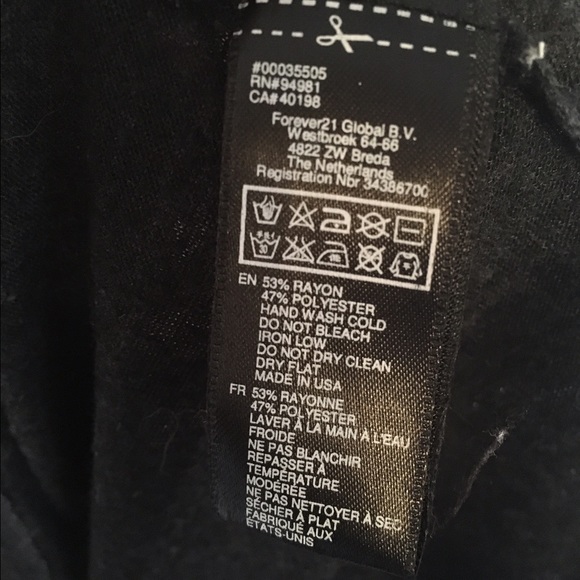 #00035505
RN#94981
CA#40198
Forever21 Global B.V.
Westbroek 64-66
4822 ZW Breda
The Netherlands
Registration Nbr 34386700
EN 53% RAYON
47% POLYESTER
HAND WASH COLD
DO NOT BLEACH
IRON LOW
DO NOT DRY CLEAN
DRY FLAT
MADE IN USA
FR 53% RAYONNE
47% POLYESTER
LAVER À LA MAIN À L'EAU
FROIDE
NE PAS BLANCHIR
REPASSER À
TEMPÉRATURE
MODÉRÉE
NE PAS NETTOYER À SEC
SÉCHER À PLAT
FABRIQUÉ AUX
ÉTATS-UNIS